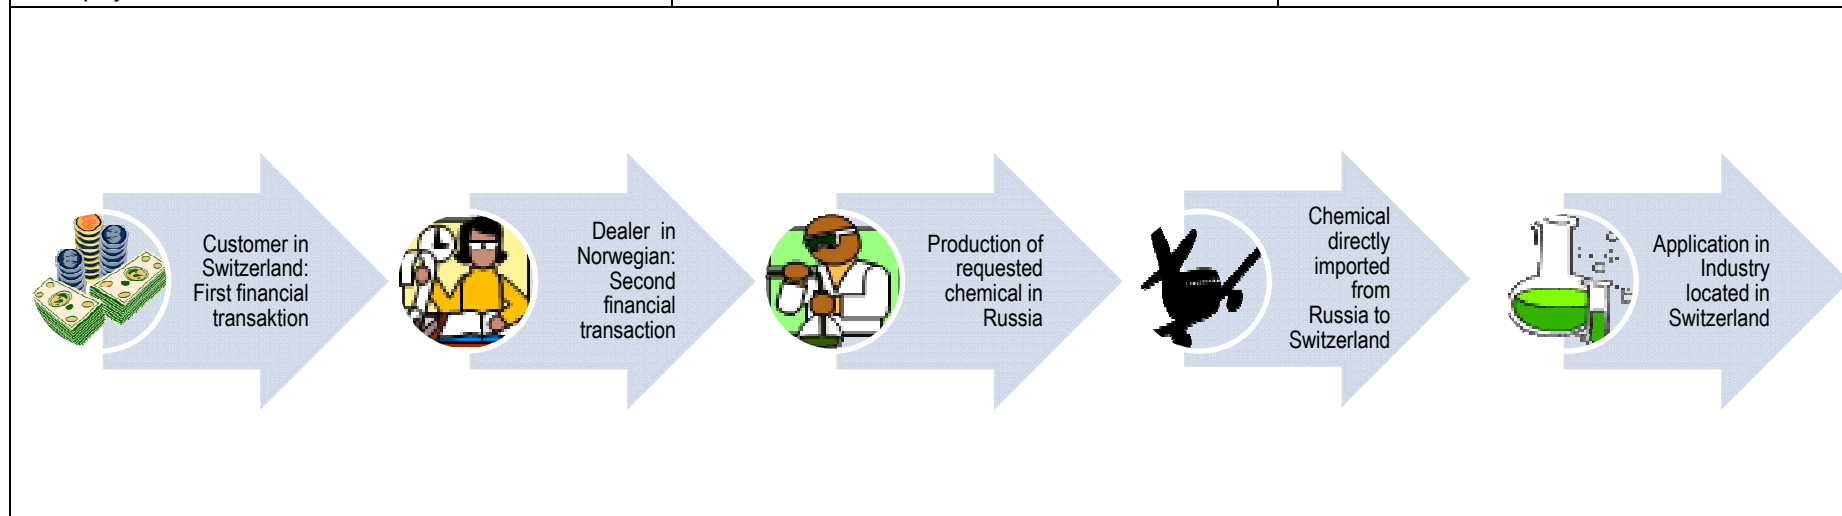 Customer in
Switzerland:
First financial
transaktion
Dealer in
Norwegian:
Second
financial
transaction
Production of
requested
chemical in
Russia
Chemical
directly
imported
from
Russia to
Switzerland
Application in
Industry
located in
Switzerland